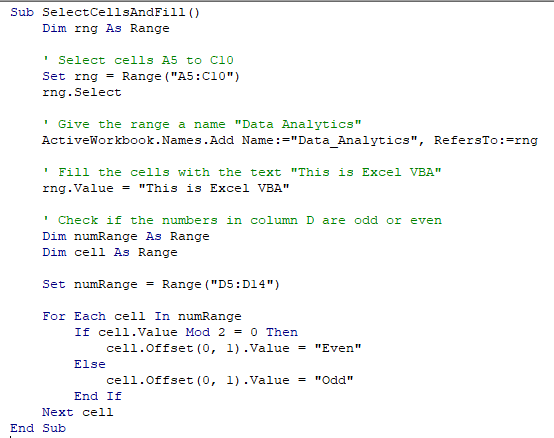 Sub SelectCellsAndFill()
    Dim rng As Range
    ' Select cells A5 to C10
    Set rng = Range("A5:C10")
    rng.Select
    ' Give the range a name "Data Analytics"
    ActiveWorkbook.Names.Add Name:="Data_Analytics", RefersTo:=rng
    ' Fill the cells with the text "This is Excel VBA"
    rng.Value = "This is Excel VBA"
    ' Check if the numbers in column D are odd or even
    Dim numRange As Range
    Dim cell As Range
    Set numRange = Range("D5:D14")
    For Each cell In numRange
        If cell.Value Mod 2 = 0 Then
            cell.Offset(0, 1).Value = "Even"
        Else
            cell.Offset(0, 1).Value = "Odd"
        End If
    Next cell
End Sub